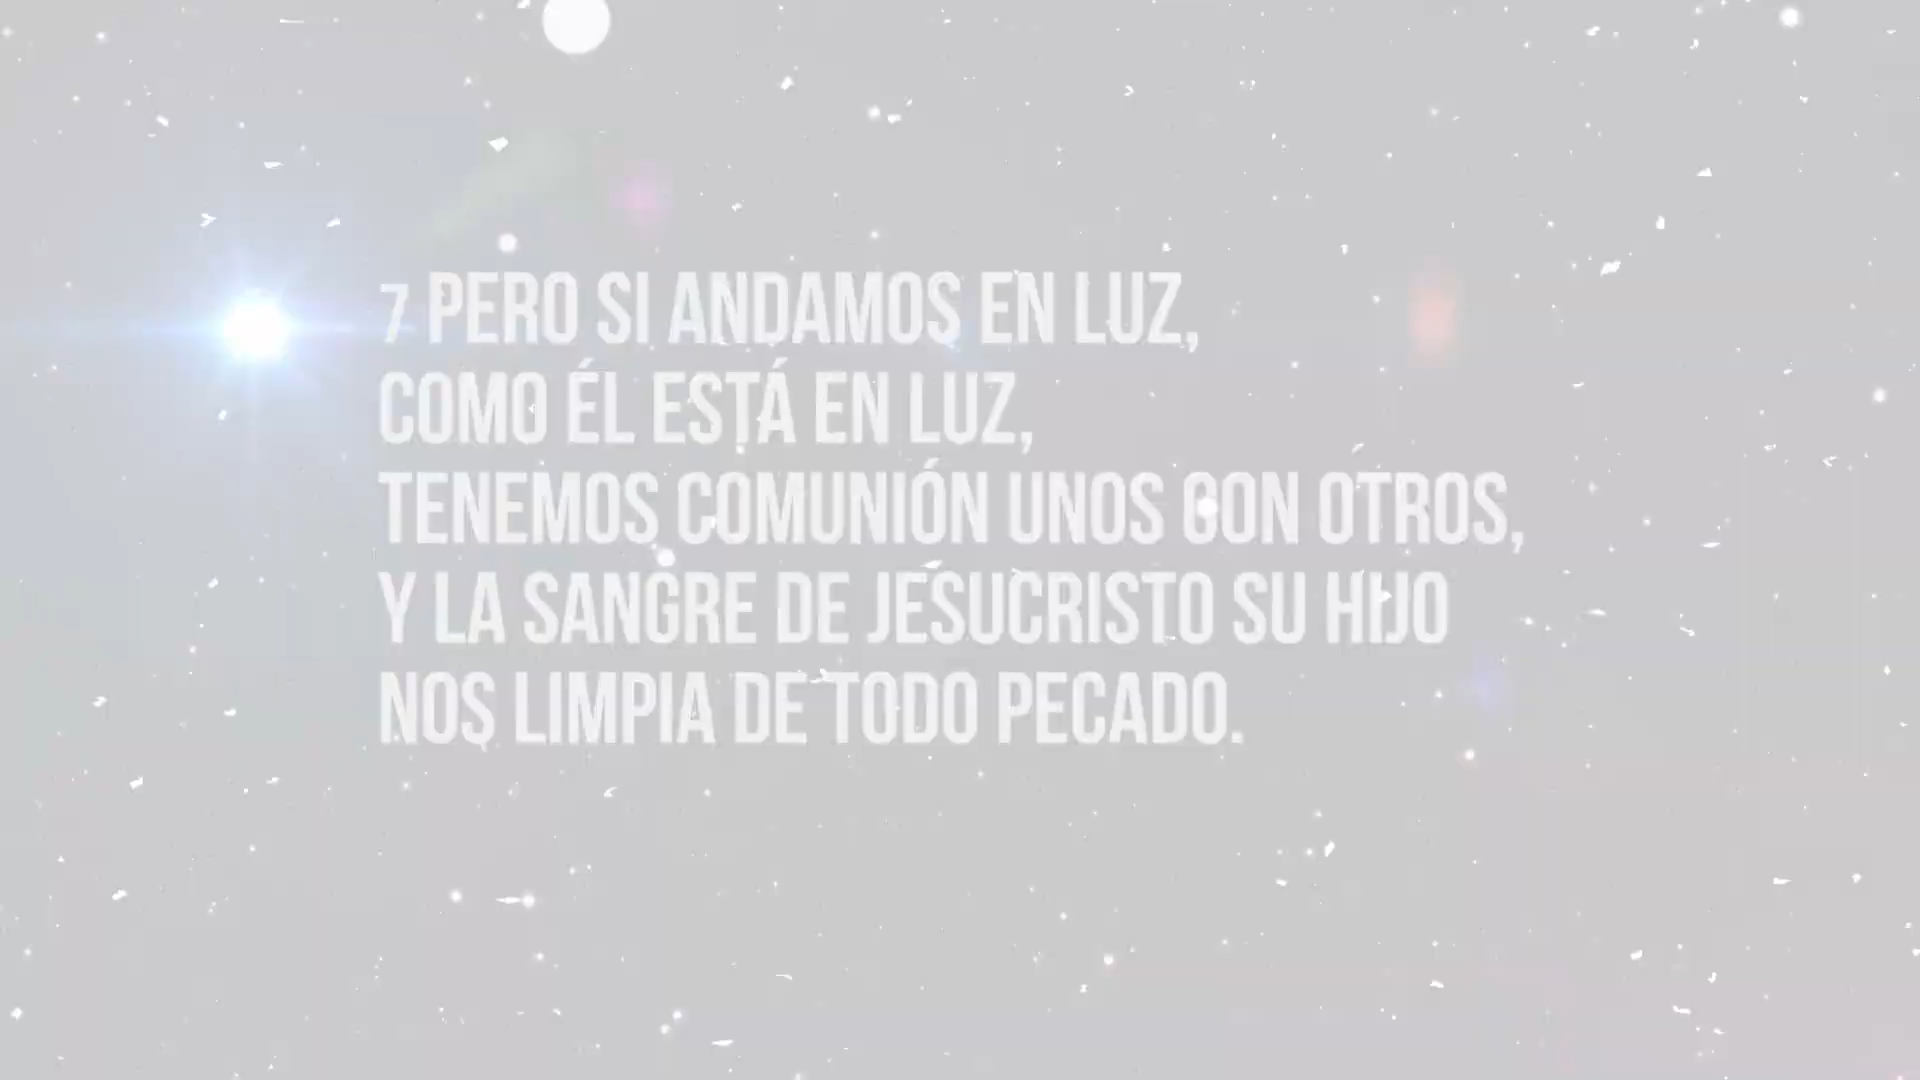 7 PERO SI ANDAMOS EN LUZ,
COMO ÉL ESTÁ EN LUZ,
TENEMOS COMUNIÓN UNOS CON OTROS,
Y LA SANGRE DE JESUCRISTO SU HIJO
NOS LIMPIA DE TODO PECADO.